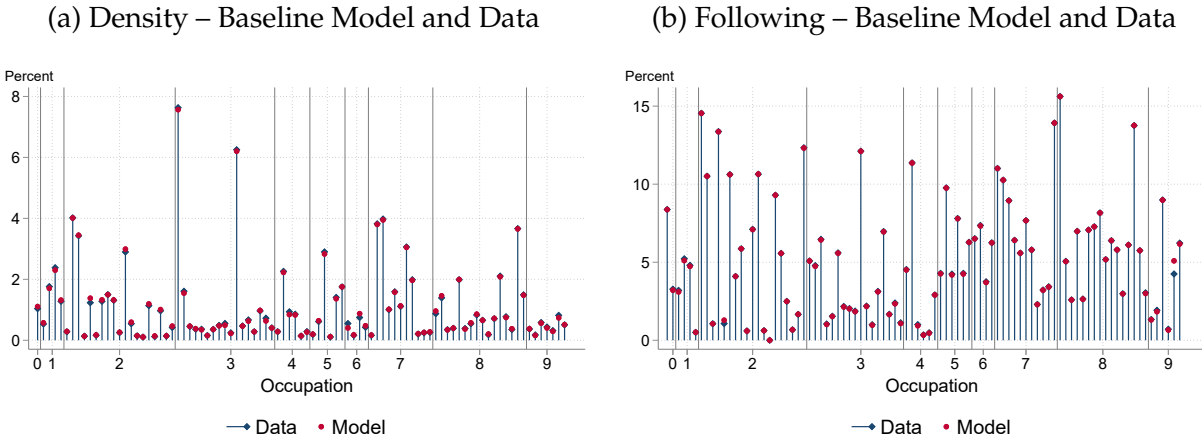 (a) Density – Baseline Model and Data
Percent
8
6
4
2
0
0 1 2 3 4 5 6 7 8 9
Occupation
Data Model
(b) Following – Baseline Model and Data
Percent
15
10
5
0
0 1 2 3 4 5 6 7 8 9
Occupation
Data Model